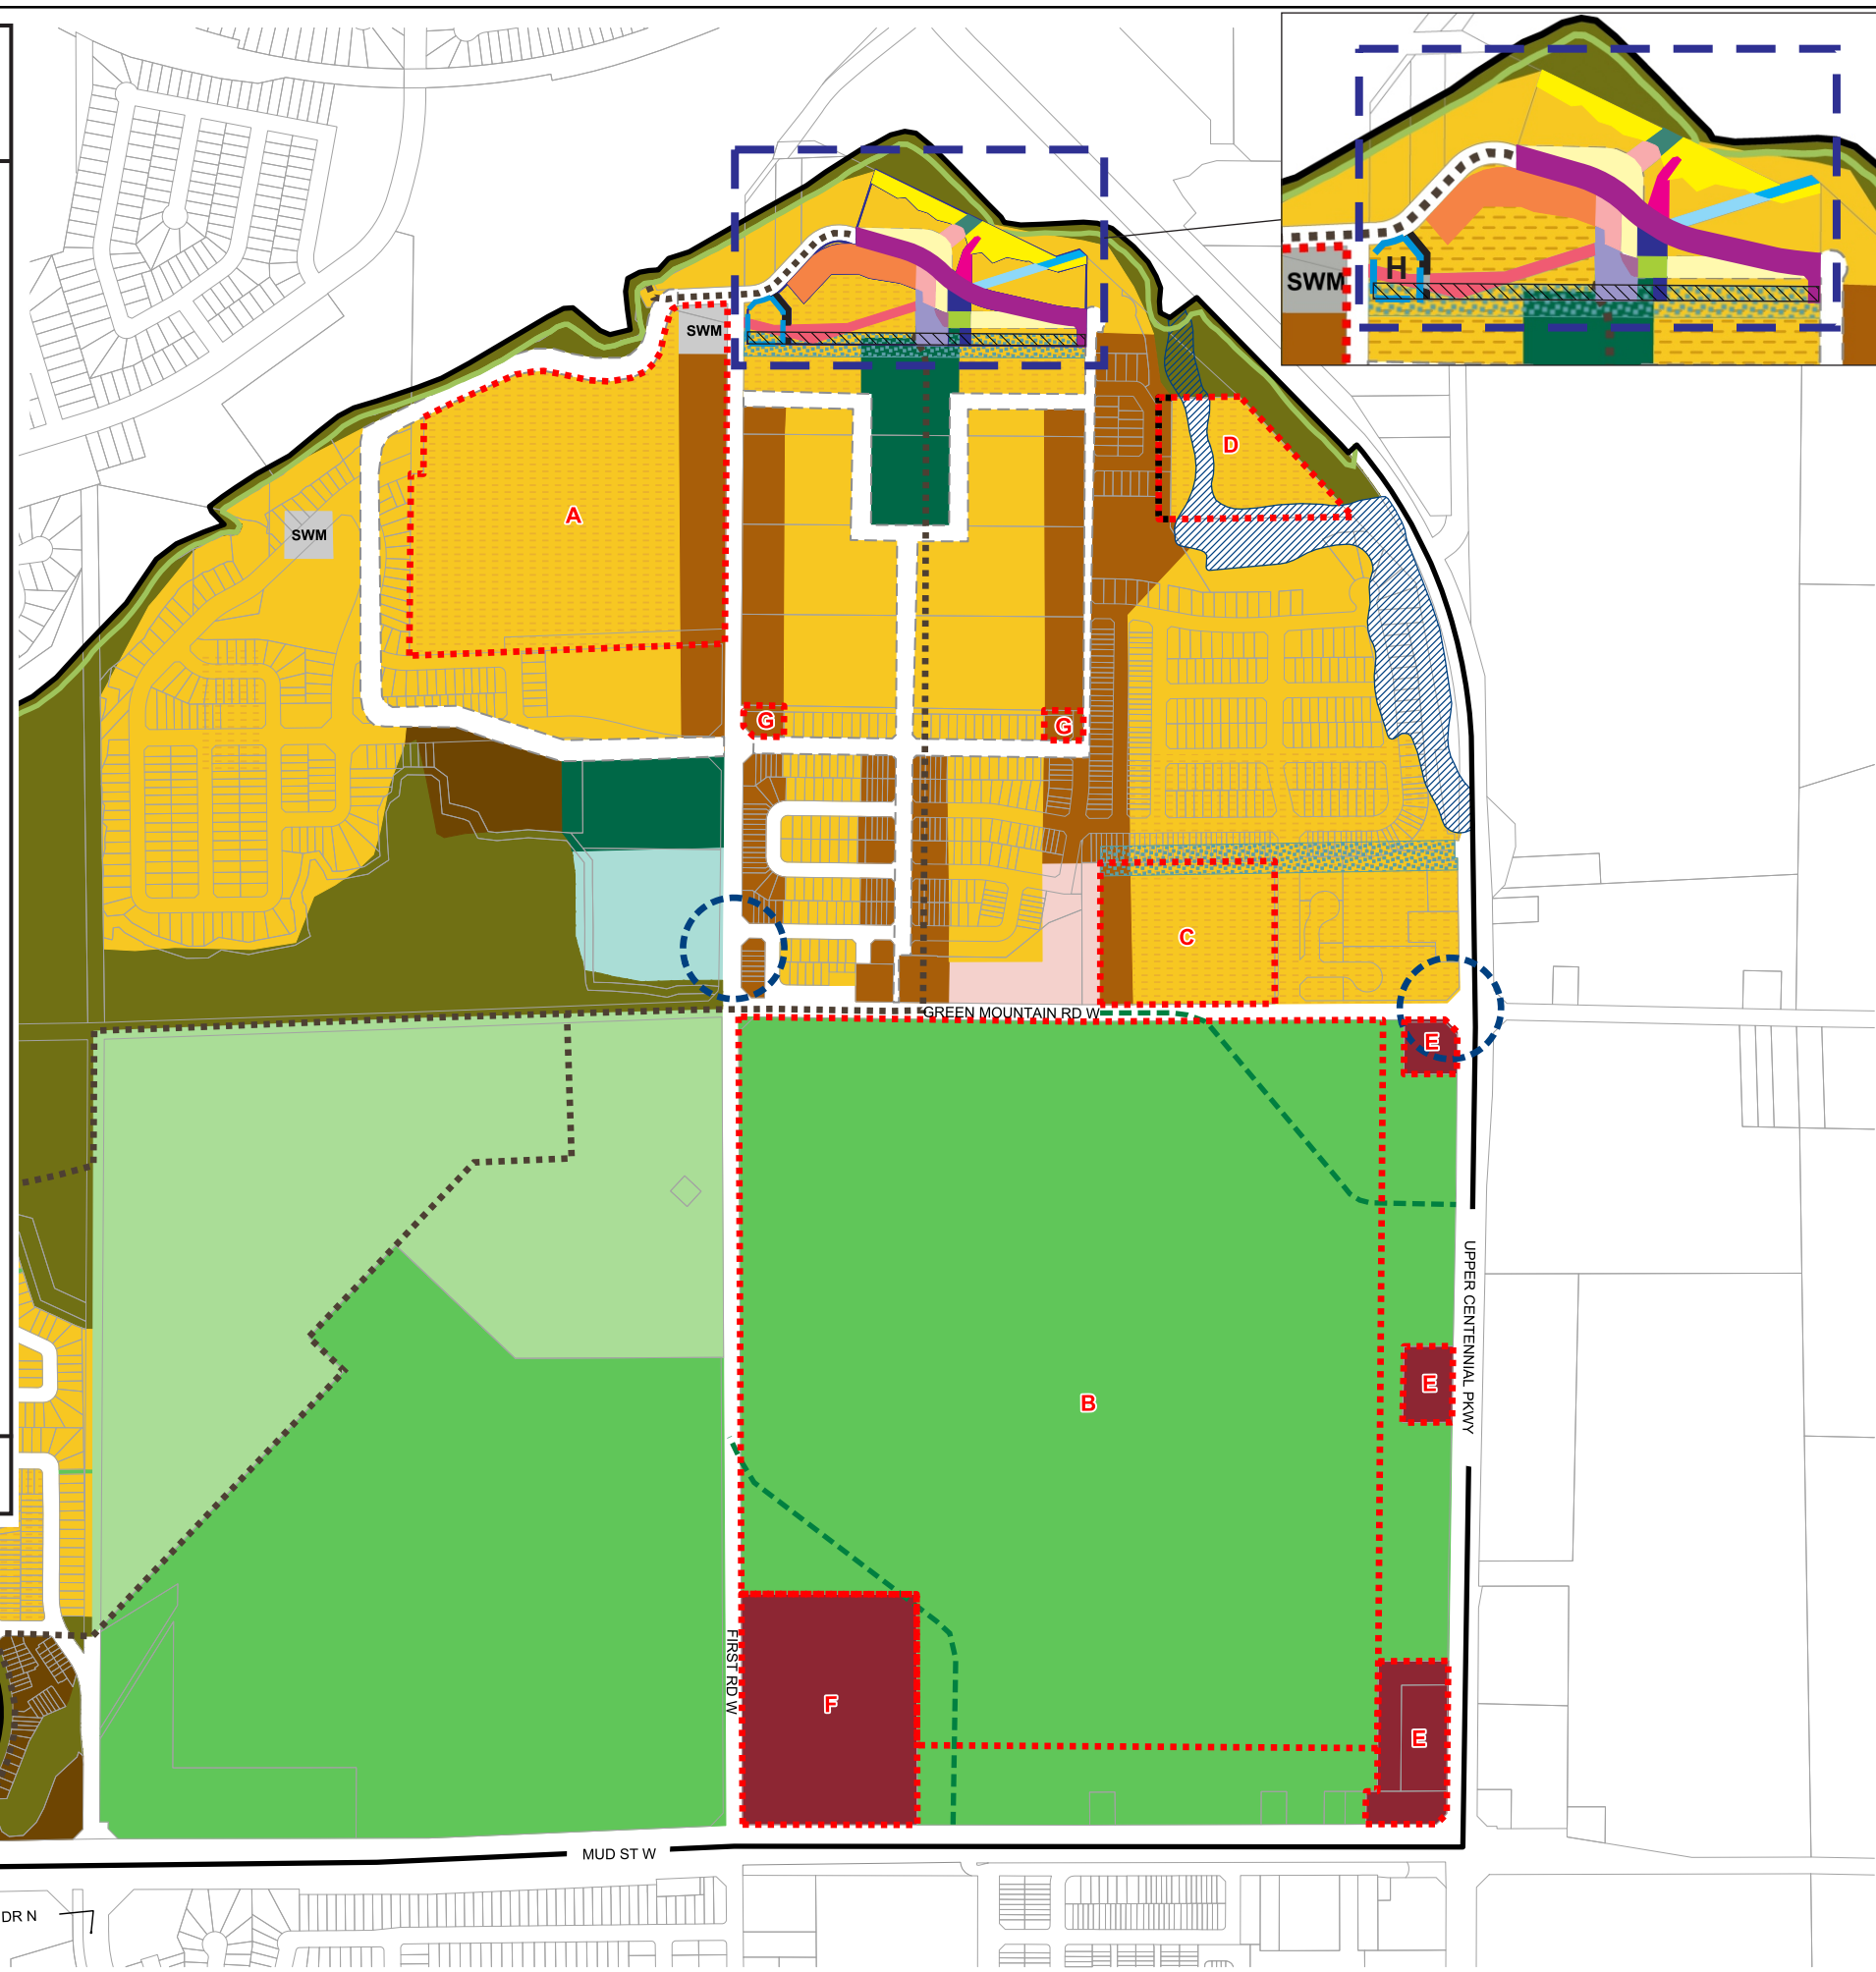 H
SWM
SWM
D
A
SWM
G
G
C
GREEN MOUNTAIN RD W
E
UPPER CENTENNIAL PKWY
E
B
FIRST RD W
F
E
MUD ST W
DR N